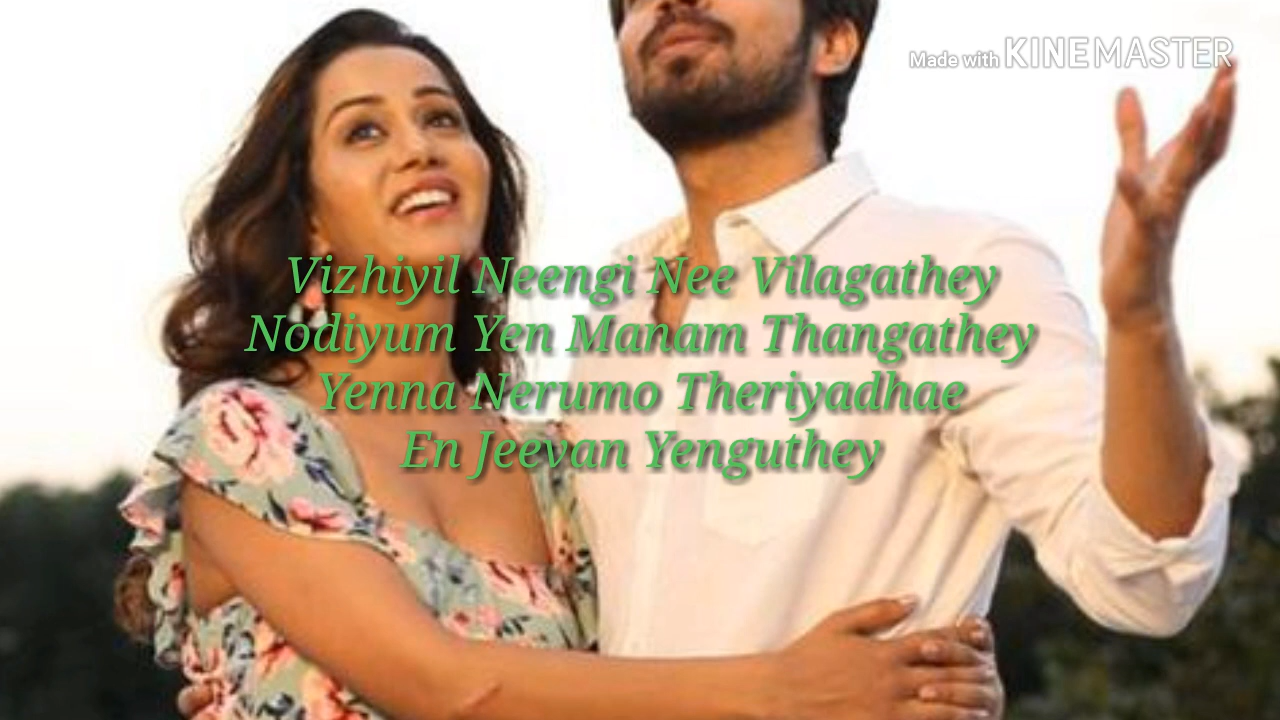 Made with KINEMASTER
Vizhiyil Neengi Nee Vilagathey
Nodiyum Yen Manam Thangathey
Yenna Nerumo Theriyadhae
En Jeevan Yenguthey